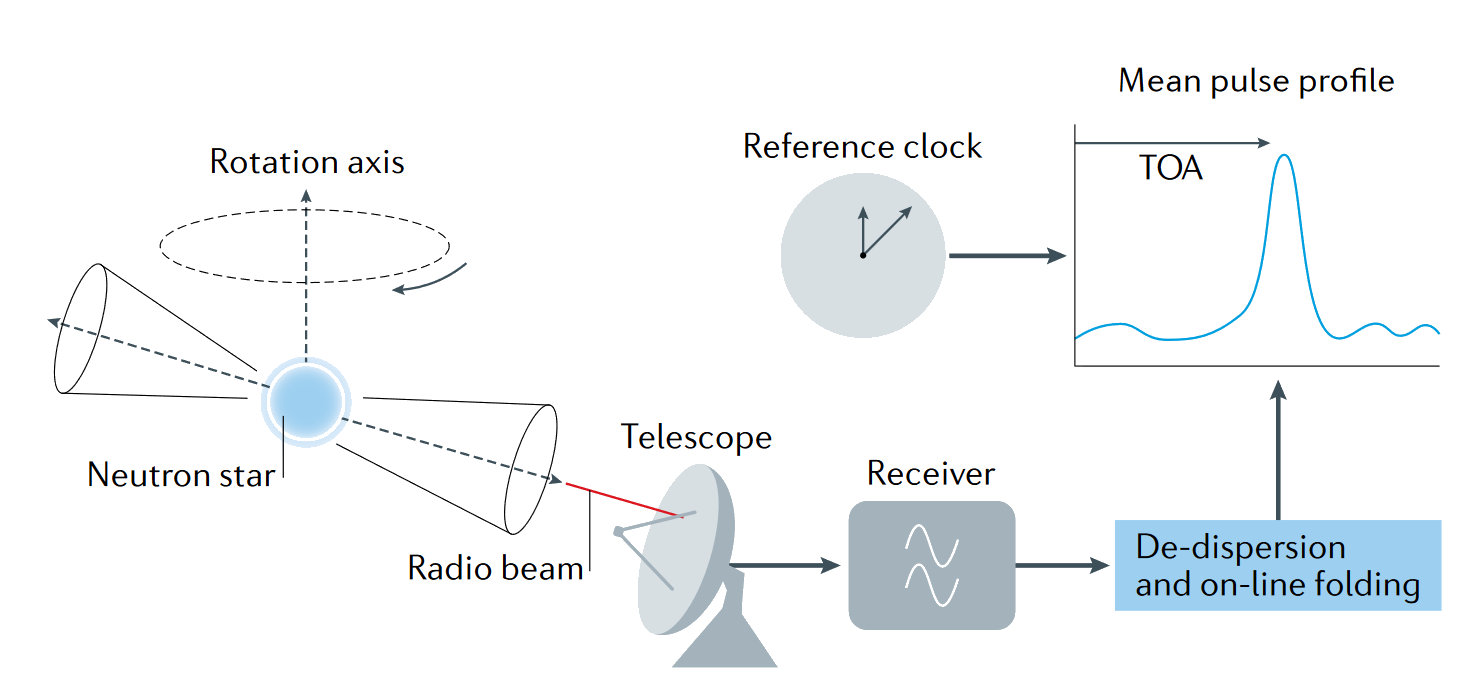 Mean pulse profile
Reference clock
TOA
Rotation axis
Neutron star
Radio beam
Telescope
Receiver
De-dispersion
and on-line folding